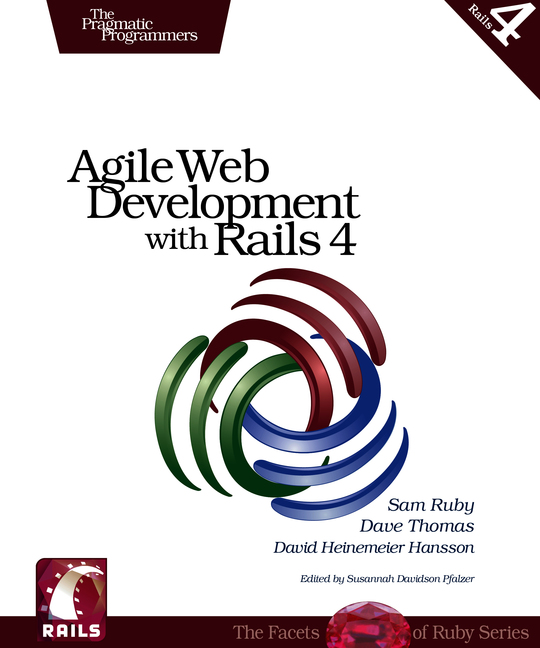 The
Pragmatic
Programmers
Rails
4
Agile Web
Development
with Rails 4
Sam Ruby
Dave Thomas
David Heinemeier Hansson
Edited by Susannah Davidson Pfalzer
RAILS
The Facets of Ruby Series